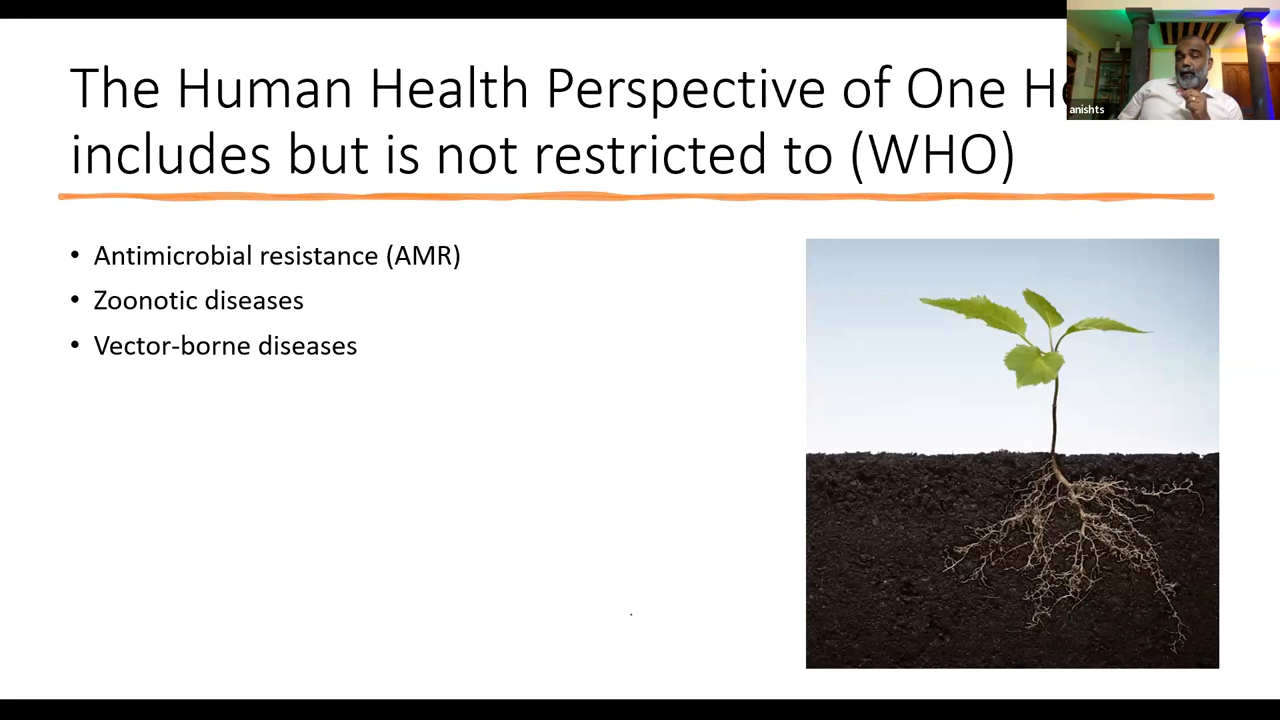 The Human Health Perspective of One
includes but is not restricted to (WHO)
• Antimicrobial resistance (AMR)
• Zoonotic diseases
• Vector-borne diseases
anishts